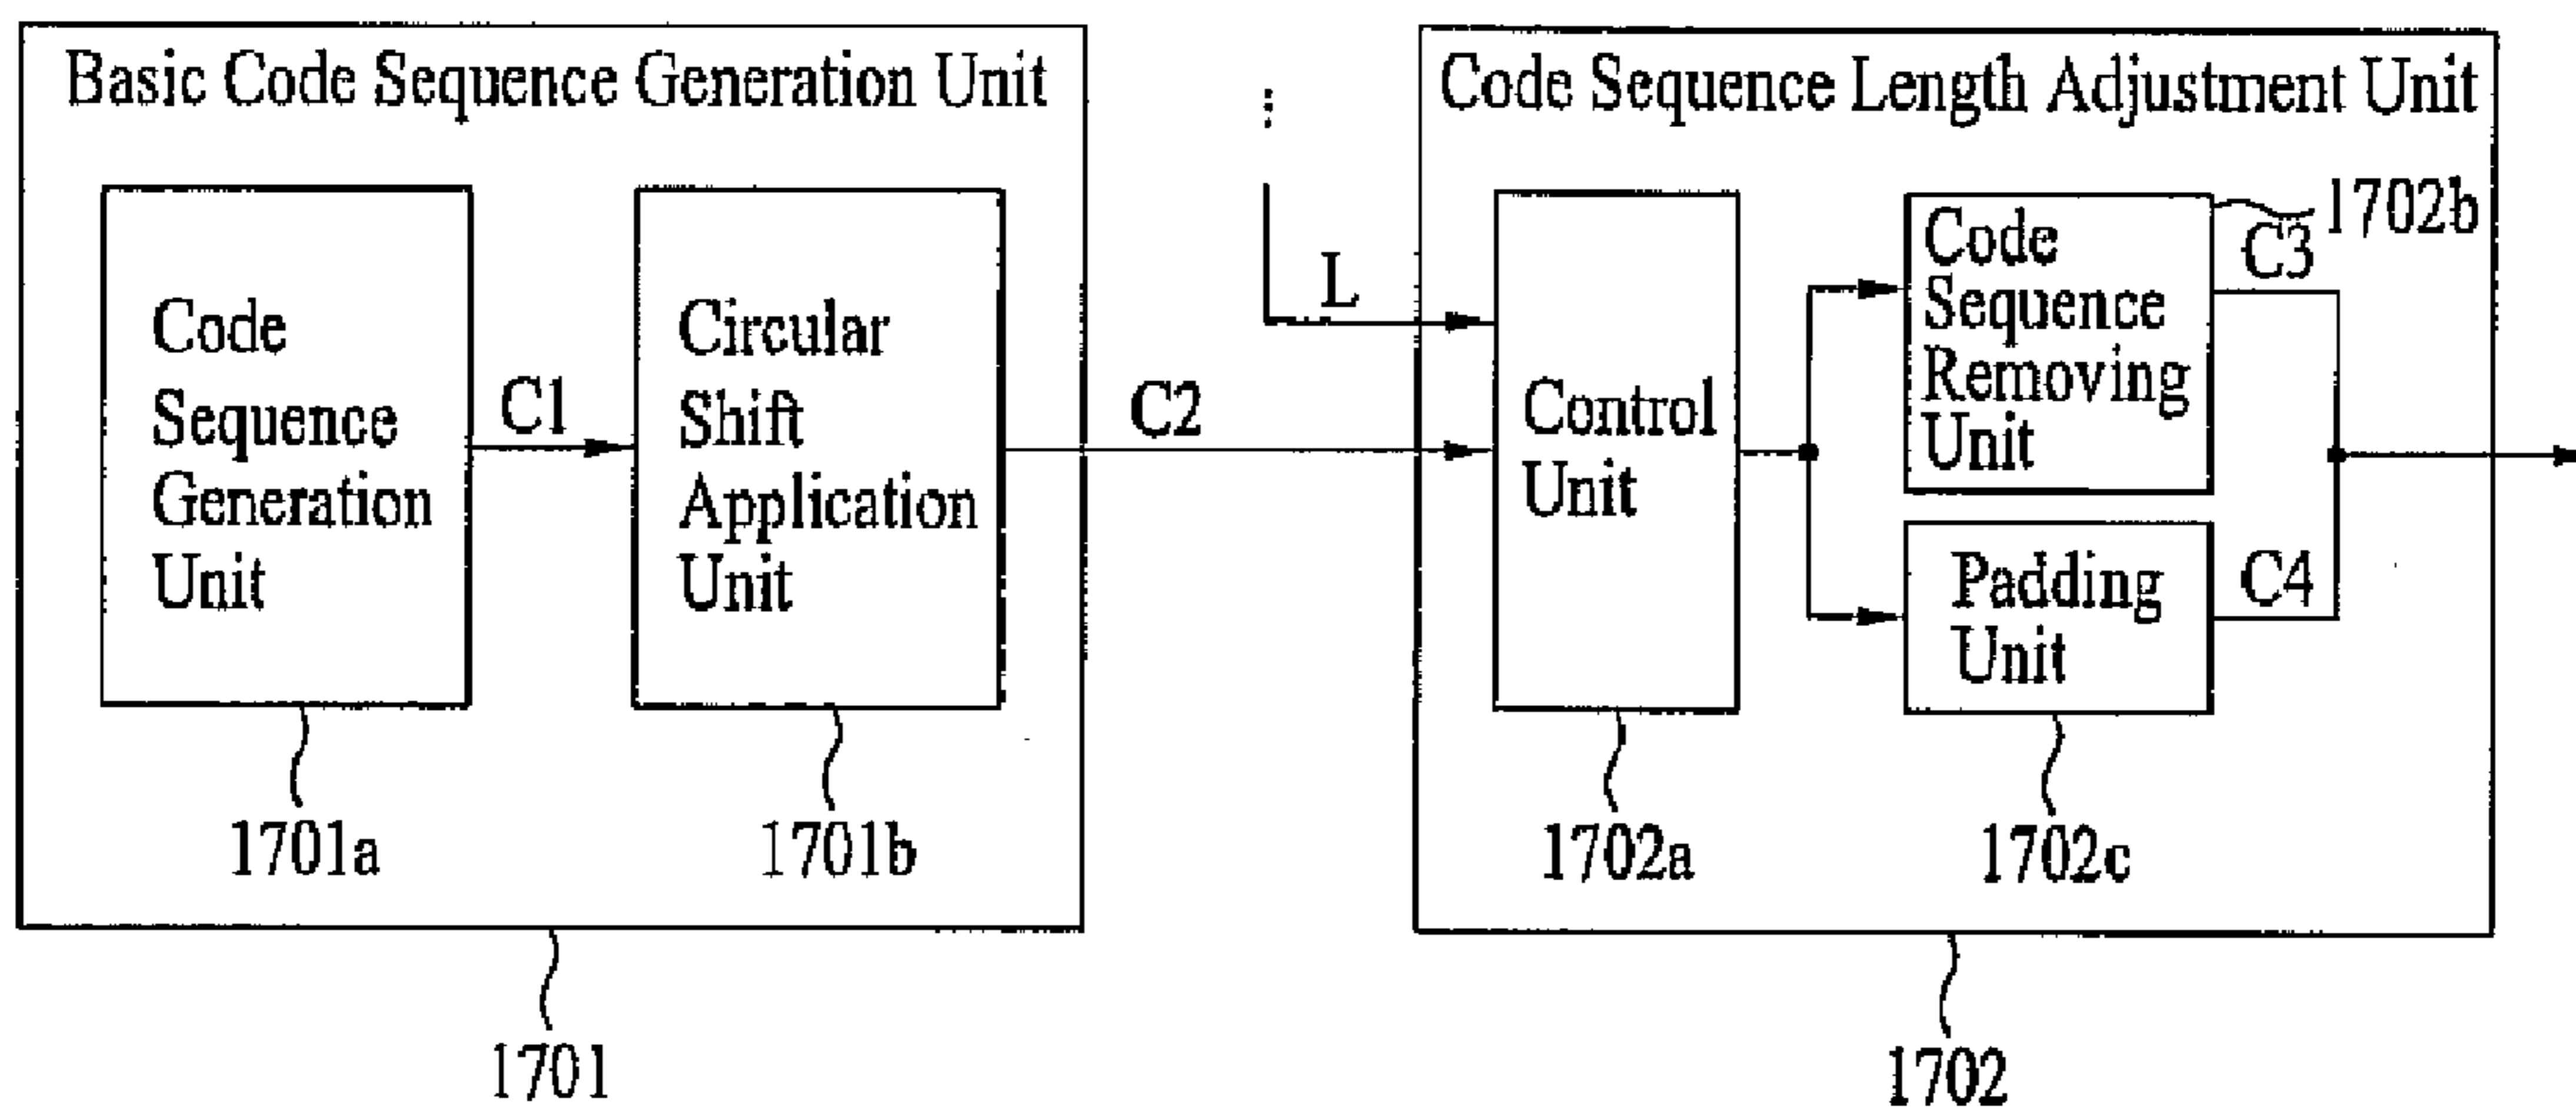 Basic Code Sequence Generation Unit
Code
Sequence
Generation
Unit
C1
Circular
Shift
Application
Unit
1701a
1701b
1701
C2
L
Code Sequence Length Adjustment Unit
Control
Unit
Code
Sequence
Removing
Unit
1702b
C3
Padding
Unit
C4
1702a
1702c
1702